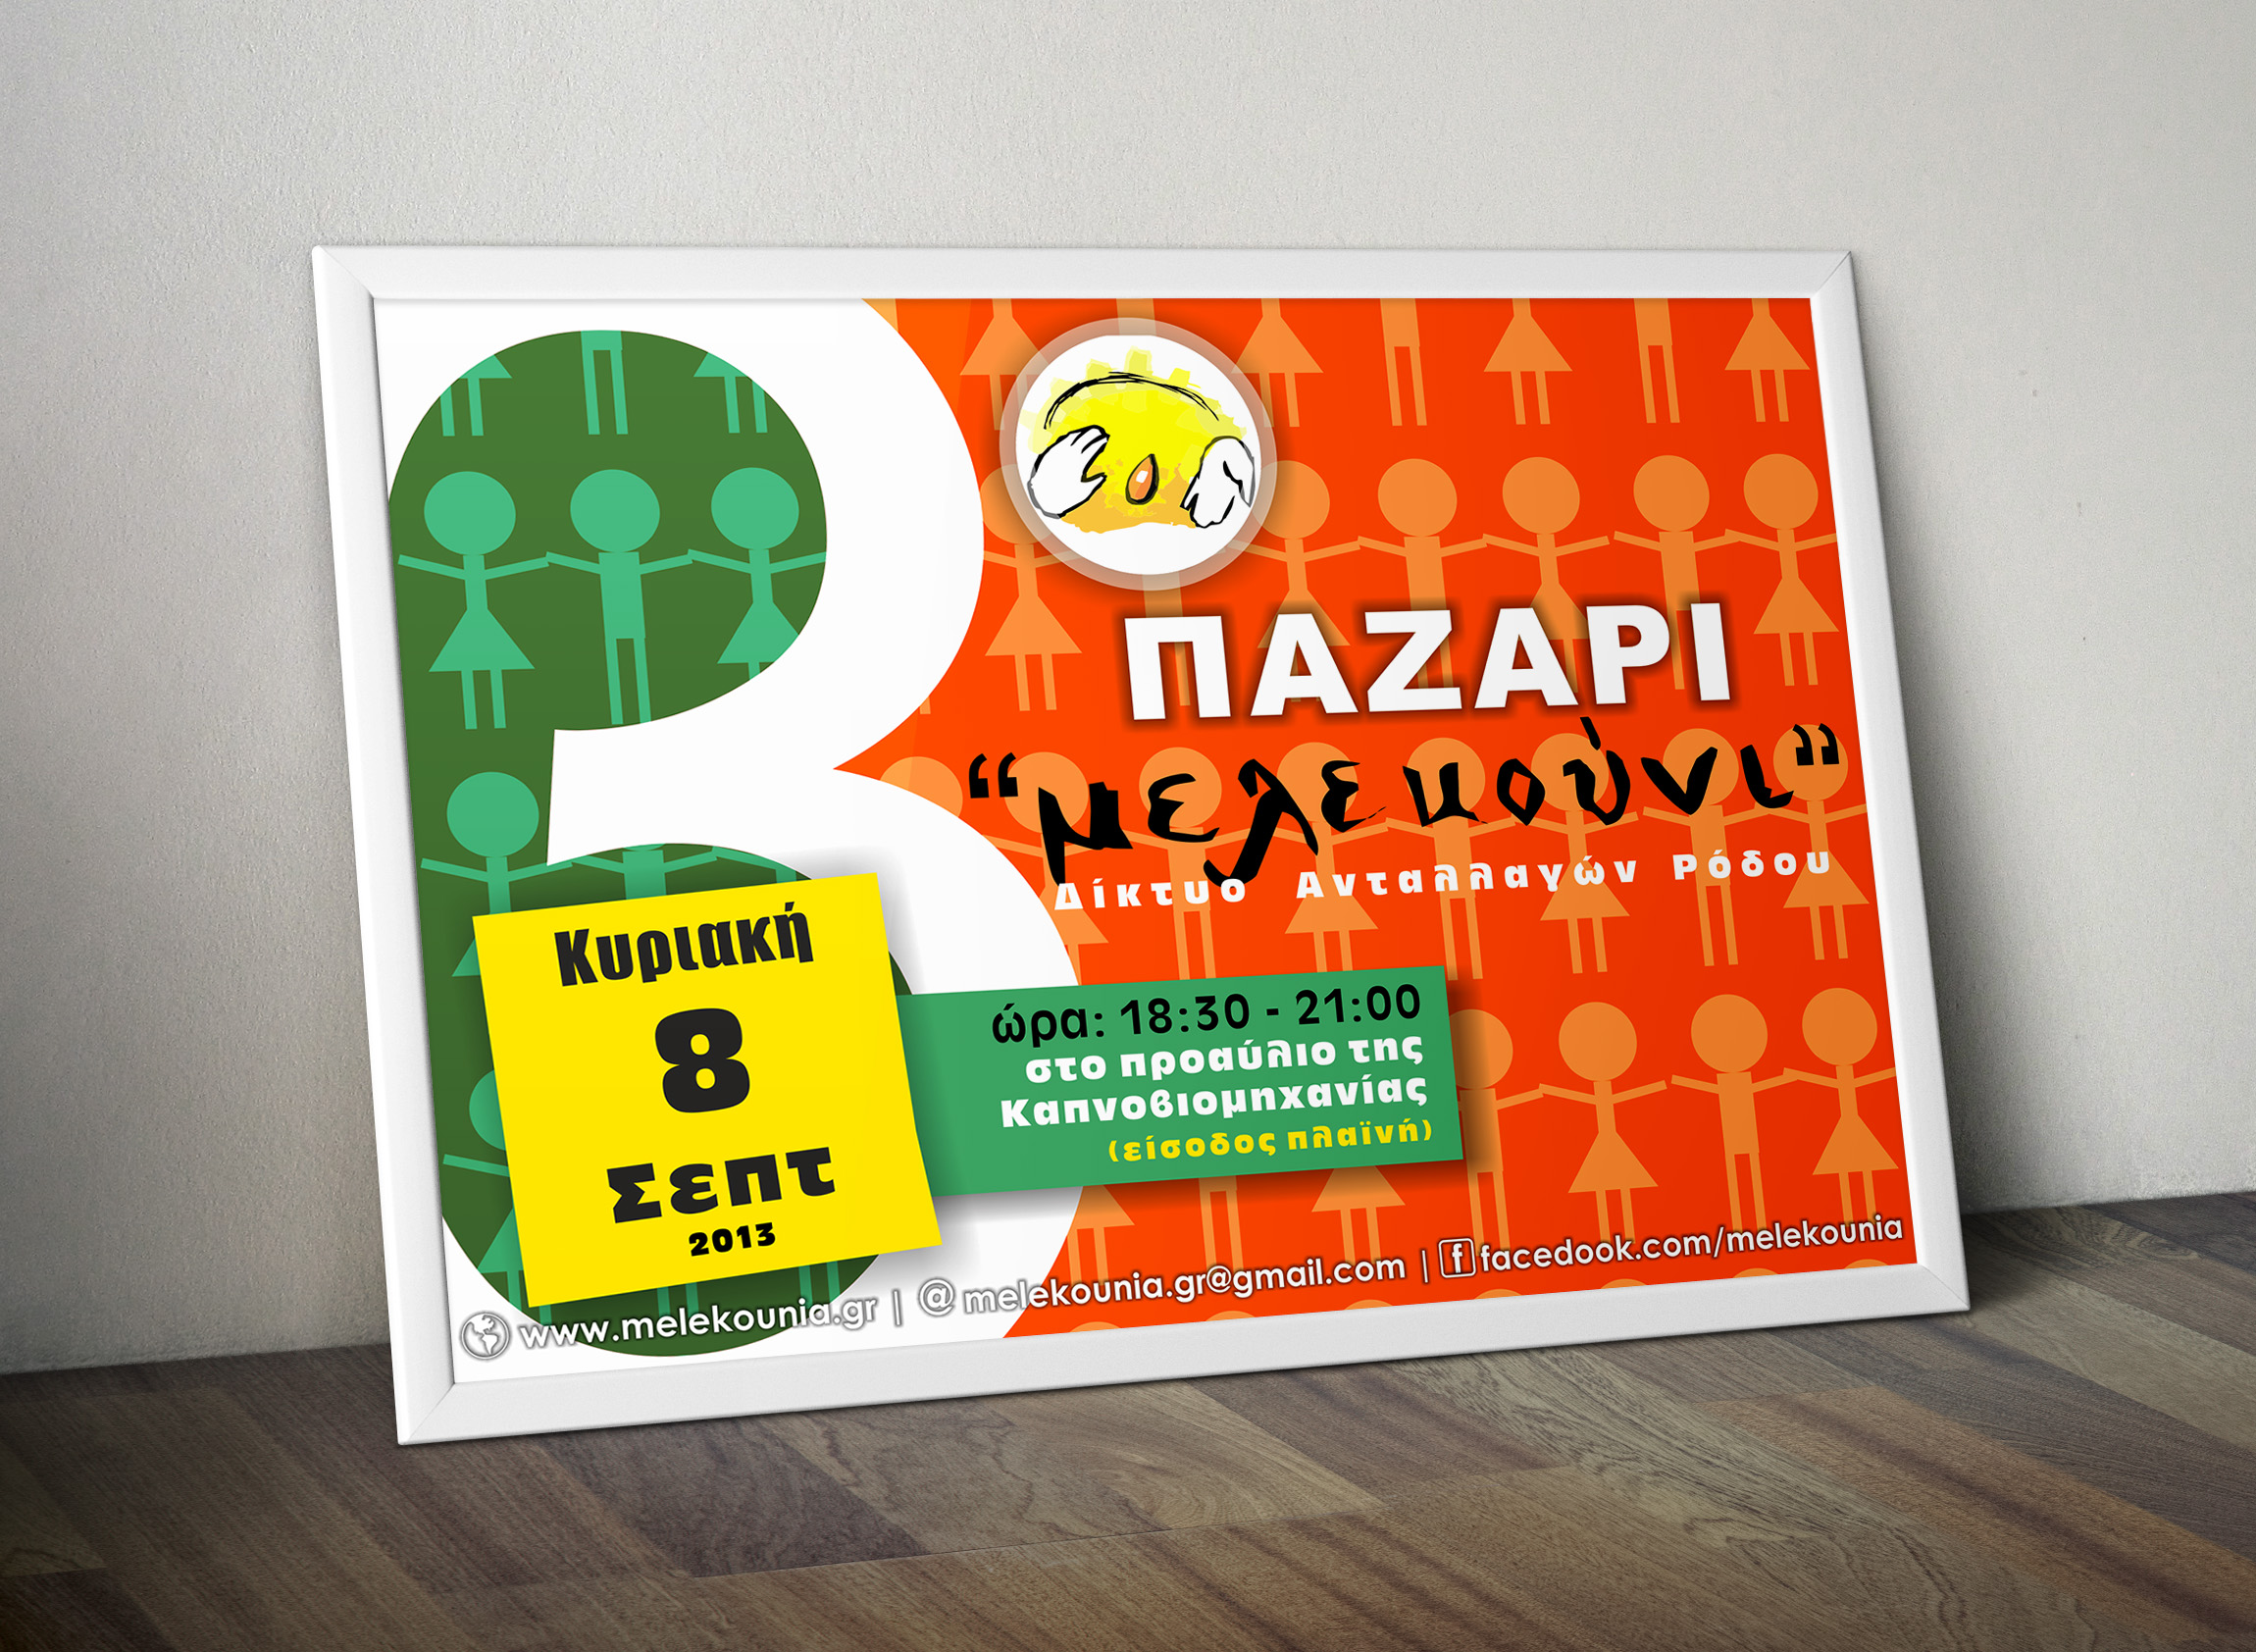 3
ΠΑΖΑΡΙ
“μελεκούνι”
Δίκτυο Ανταλλαγών Ρόδου
Κυριακή
8
Σεπτ
2013
ώρα: 18:30 - 21:00
στο προαύλιο της
Καπνοβιομηχανίας
(είσοδος πλαϊνή)
www.melekounia.gr | @ melekounia.gr@gmail.com | f facedook.com/melekounia